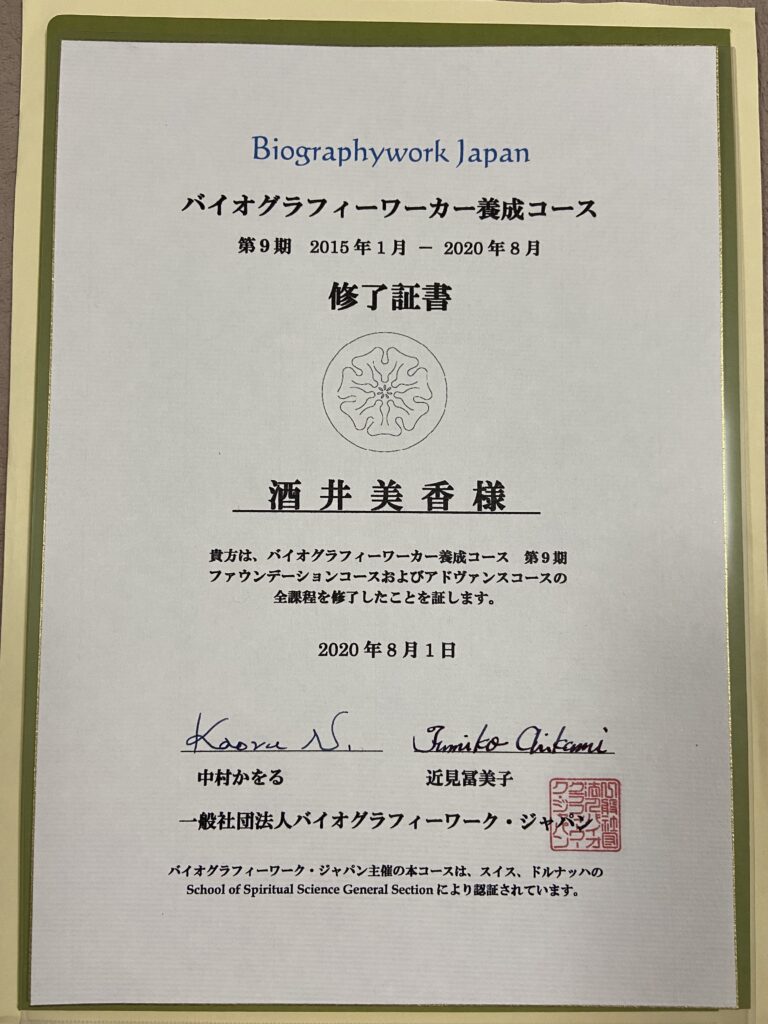 Biographywork Japan
バイオグラフィーワーカー養成コース
第9期　2015年1月 － 2020年8月
修了証書
酒井美香様
貴方は、バイオグラフィーワーカー養成コース　第9期
ファウンデーションコースおよびアドヴァンスコースの
全課程を修了したことを証します。
2020年8月1日
Kaoru N. Fumiko Chikami
中村かをる 近見冨美子
一般社団法人バイオグラフィーワーク・ジャパン
バイオグラフィーワーク・ジャパン主催の本コースは、スイス、ドルナッハの
School of Spiritual Science General Section により認証されています。